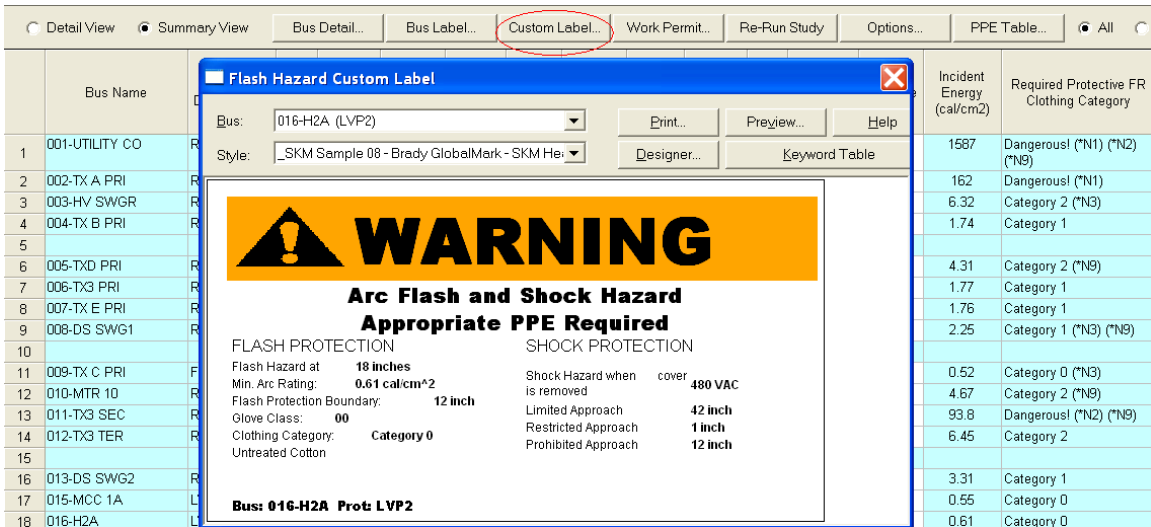 Detail View Summary View Bus Detail... Bus Label... Custom Label... Work Permit... Re-Run Study Options... PPE Table... All
Bus Name Incident Energy (cal/cm2) Required Protective FR Clothing Category
Flash Hazard Custom Label
Bus: 016-H2A (LVP2) Print... Preview... Help
Style: _SKM Sample 08 - Brady GlobalMark - SKM Hea Designer... Keyword Table
WARNING
Arc Flash and Shock Hazard
Appropriate PPE Required
FLASH PROTECTION
Flash Hazard at 18 inches
Min. Arc Rating: 0.61 cal/cm^2
Flash Protection Boundary: 12 inch
Glove Class: 00
Clothing Category: Category 0
Untreated Cotton
SHOCK PROTECTION
Shock Hazard when cover
is removed 480 VAC
Limited Approach 42 inch
Restricted Approach 1 inch
Prohibited Approach 12 inch
Bus: 016-H2A Prot: LVP2
1 001-UTILITY CO R 1587 Dangerous! (*N1) (*N2)
(*N9)
2 002-TX A PRI R 162 Dangerous! (*N1)
3 003-HV SWGR R 6.32 Category 2 (*N3)
4 004-TX B PRI R 1.74 Category 1
5
6 005-TXD PRI R 4.31 Category 2 (*N9)
7 006-TX3 PRI R 1.77 Category 1
8 007-TX E PRI R 1.76 Category 1
9 008-DS SWG1 R 2.25 Category 1 (*N3) (*N9)
10
11 009-TX C PRI F 0.52 Category 0 (*N3)
12 010-MTR 10 R 4.67 Category 2 (*N9)
13 011-TX3 SEC R 93.8 Dangerous! (*N2) (*N9)
14 012-TX3 TER R 6.45 Category 2
15
16 013-DS SWG2 R 3.31 Category 1
17 015-MCC 1A L 0.55 Category 0
18 016-H2A L 0.61 Category 0